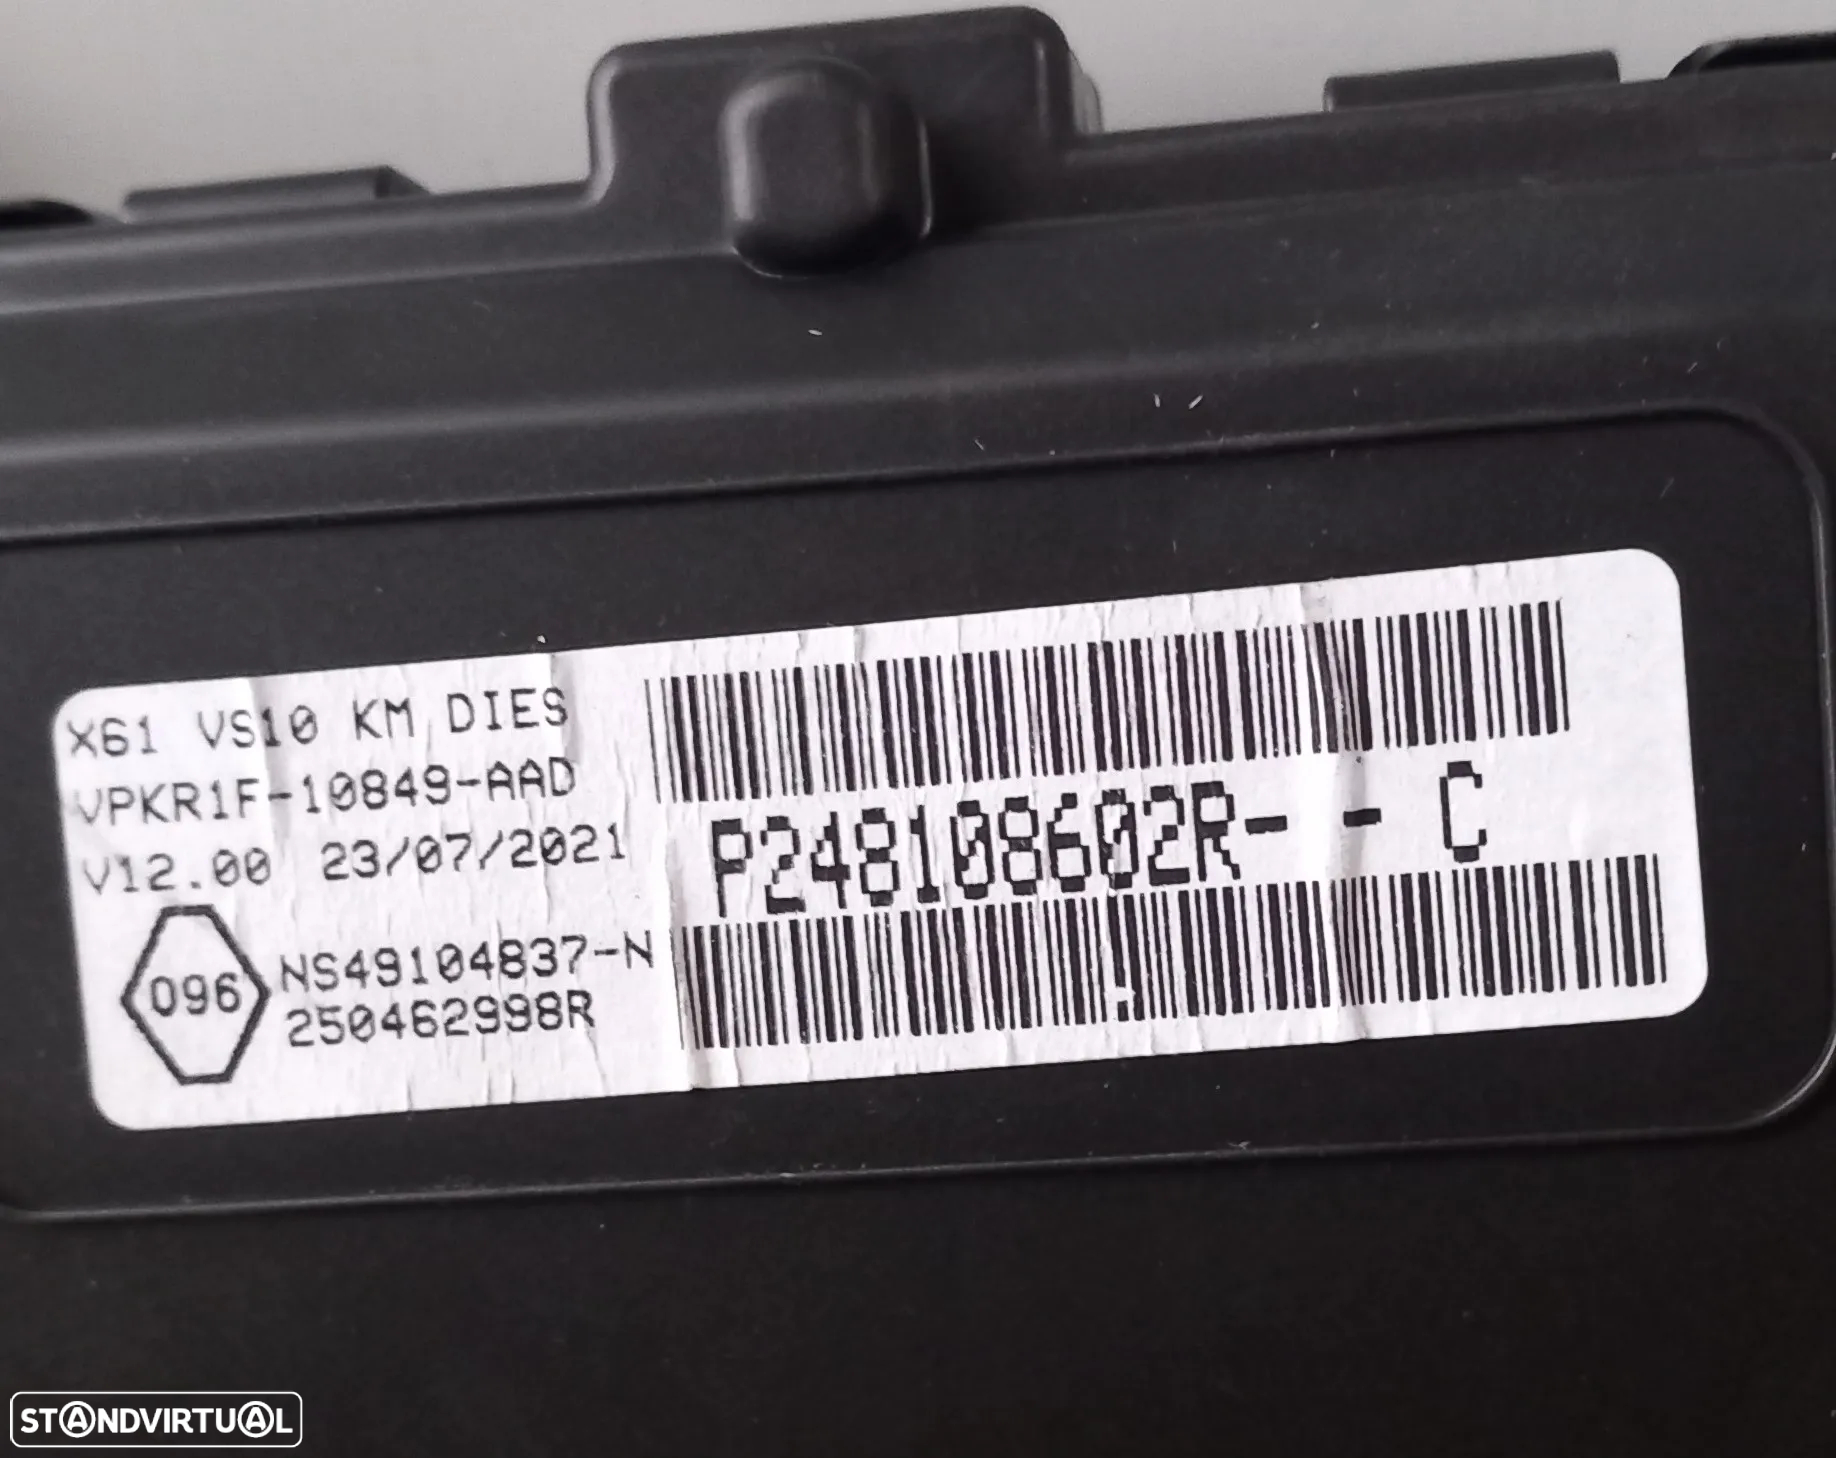 X61 VS10 KM DIES
VPKR1F-10849-AAD
V12.00 23/07/2021
096
NS49104837-N
250462998R
P248108602R- - C
STANDVIRTUAL